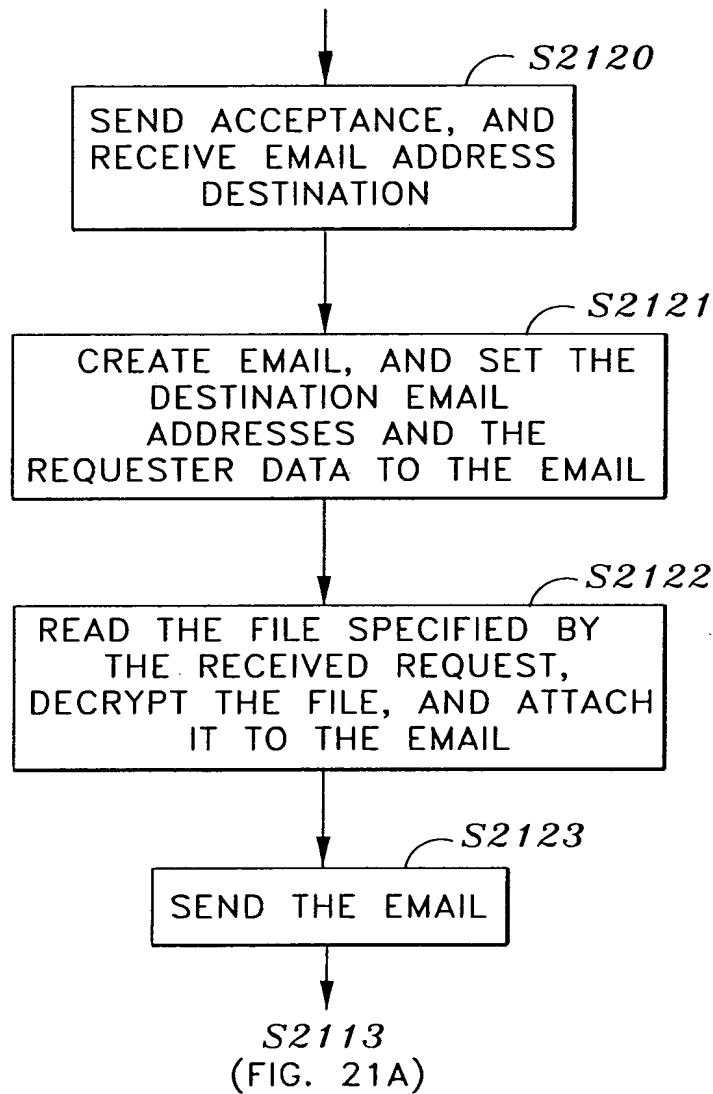 S2120
SEND ACCEPTANCE, AND
RECEIVE EMAIL ADDRESS
DESTINATION
S2121
CREATE EMAIL, AND SET THE
DESTINATION EMAIL
ADDRESSES AND THE
REQUESTER DATA TO THE EMAIL
S2122
READ THE FILE SPECIFIED BY
THE RECEIVED REQUEST,
DECRYPT THE FILE, AND ATTACH
IT TO THE EMAIL
S2123
SEND THE EMAIL
S2113
(FIG. 21A)